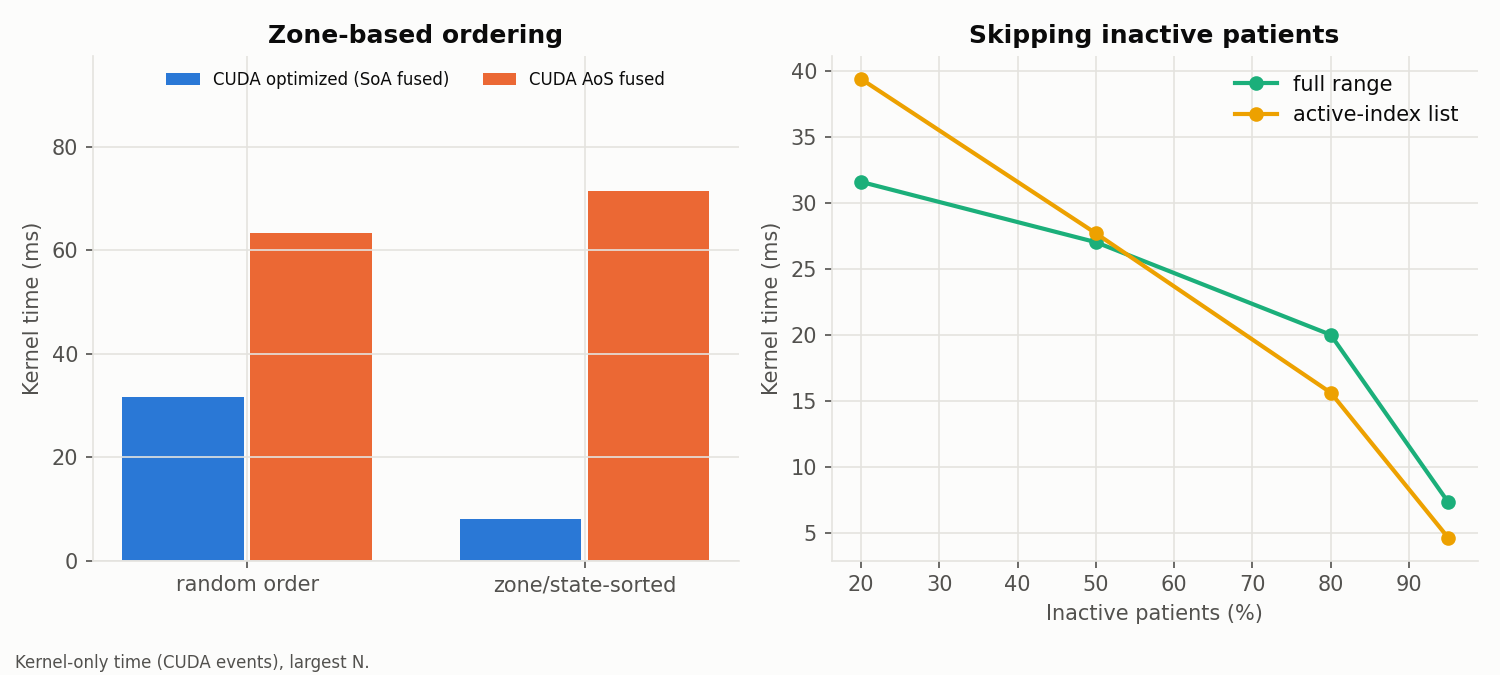 Zone-based ordering
CUDA optimized (SoA fused)
CUDA AoS fused
Kernel time (ms)
80
60
40
20
0
random order
zone/state-sorted
Skipping inactive patients
full range
active-index list
Kernel time (ms)
40
35
30
25
20
15
10
5
20 30 40 50 60 70 80 90
Inactive patients (%)
Kernel-only time (CUDA events), largest N.